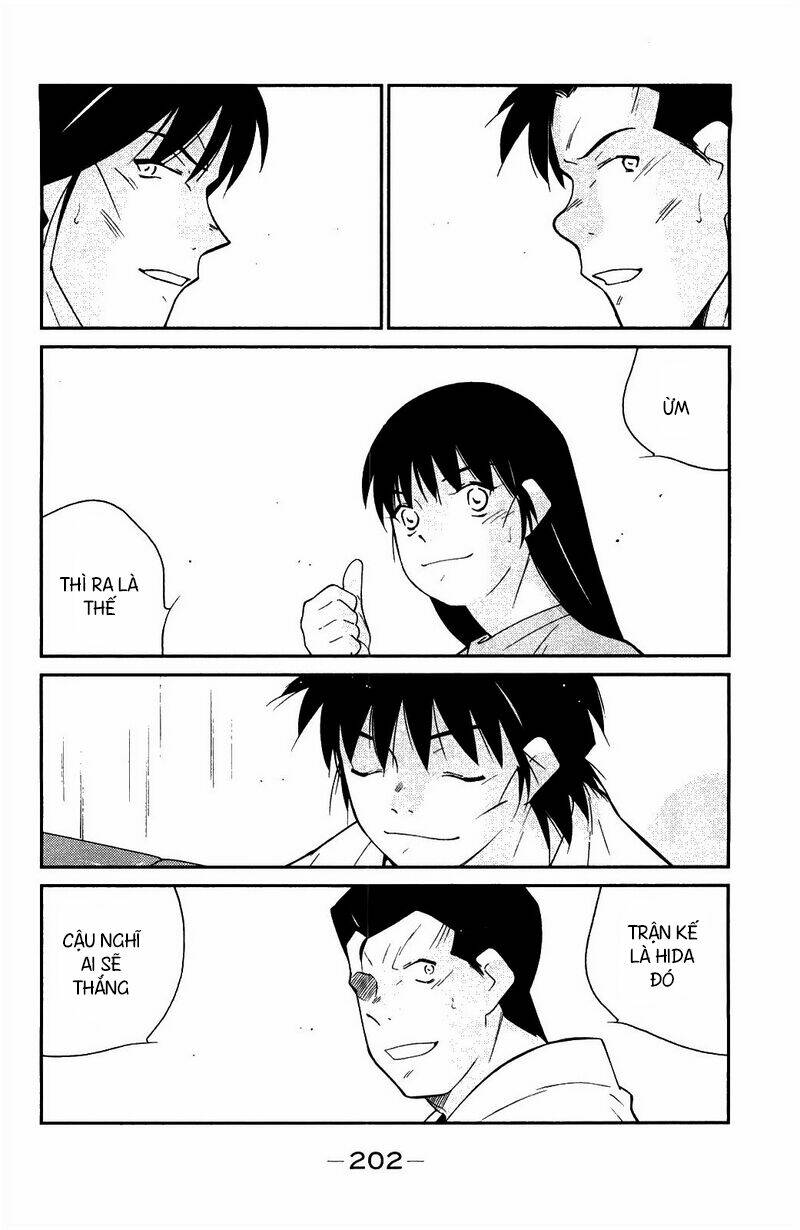 ỪM
THÌ RA LÀ
THẾ
TRẬN KẾ
LÀ HIDA
ĐÓ
CẬU NGHĨ
AI SẼ
THẮNG
—202—